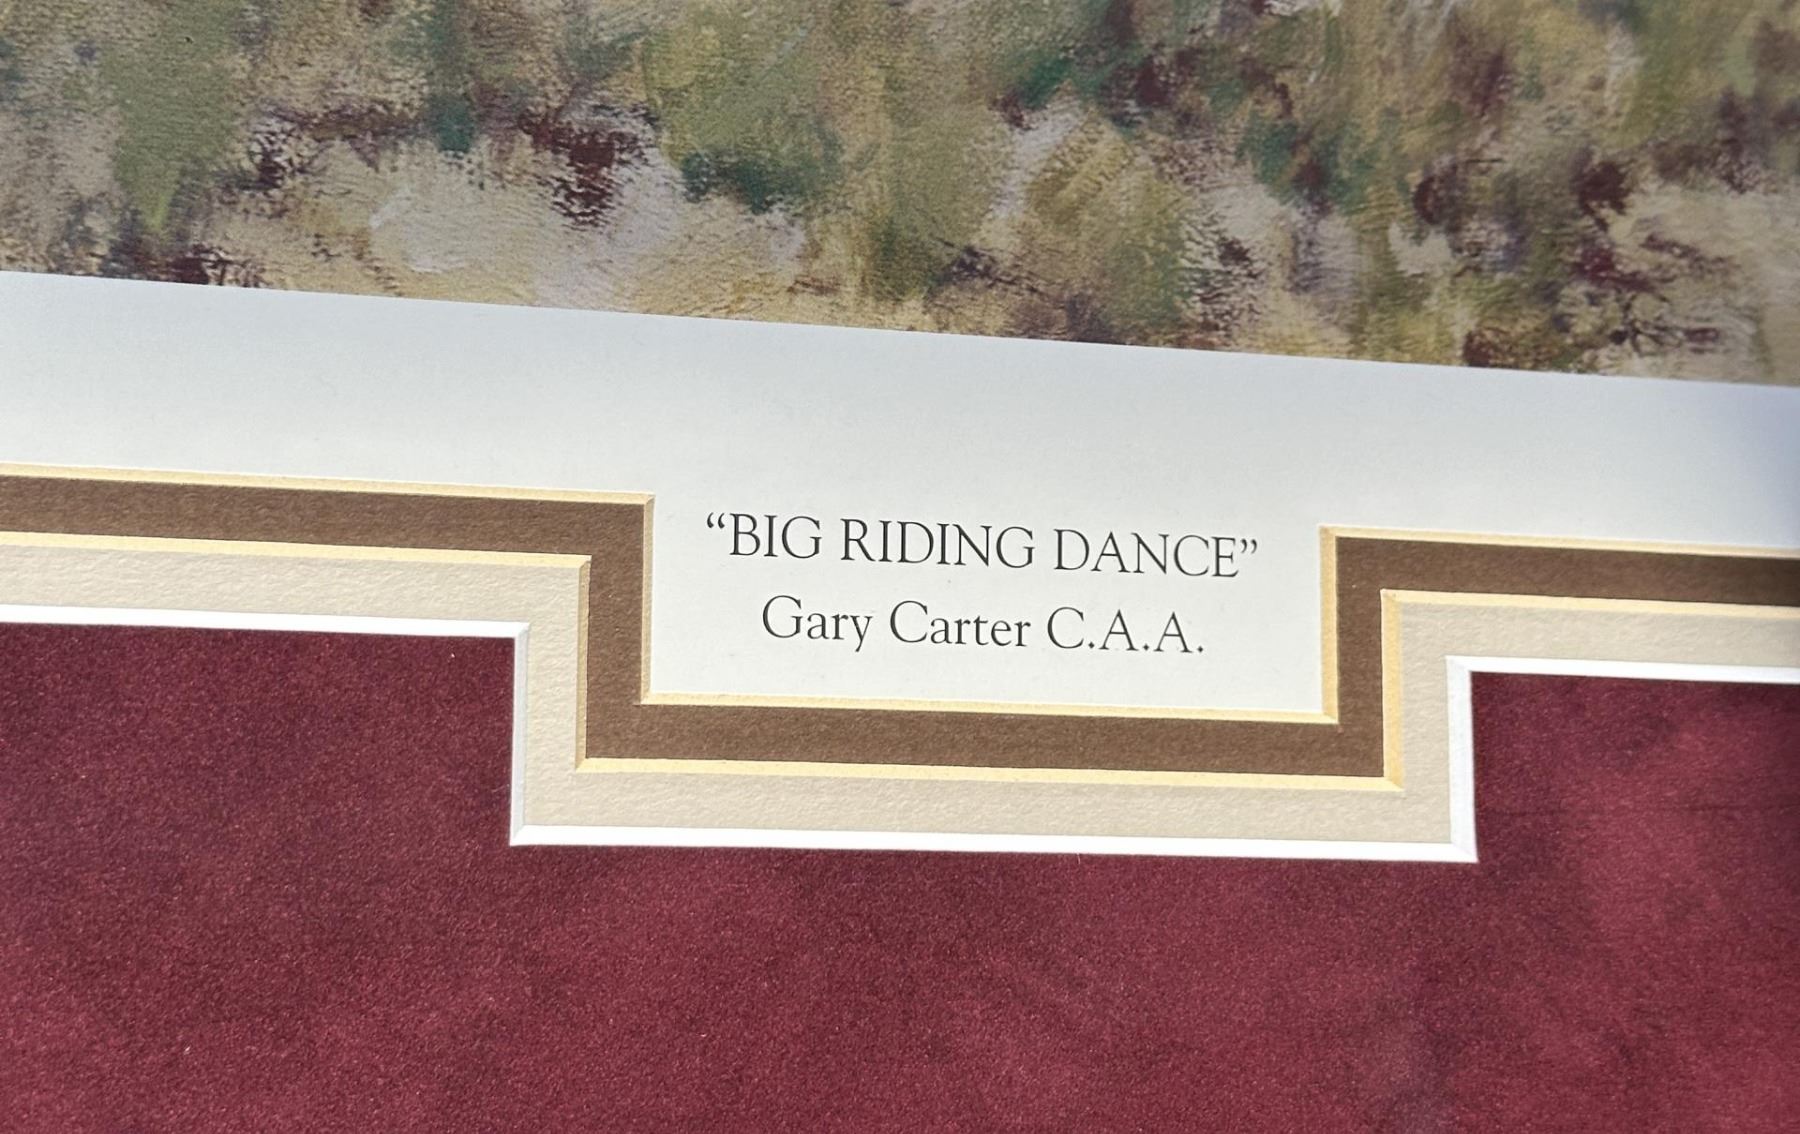 “BIG RIDING DANCE”
Gary Carter C.A.A.